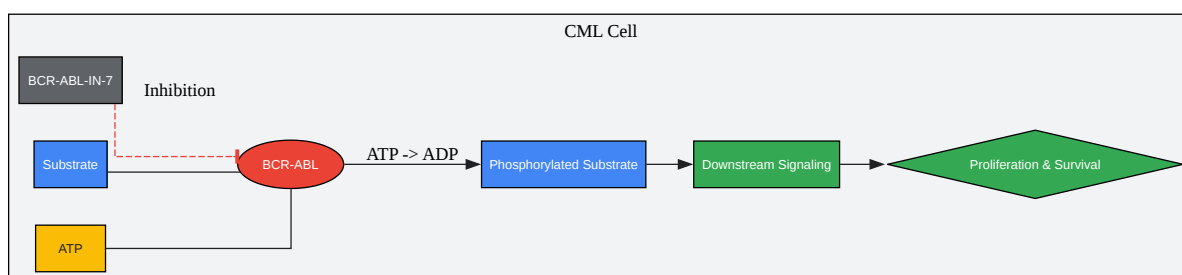 CML Cell
BCR-ABL-IN-7
Inhibition
Substrate
BCR-ABL
ATP -> ADP
Phosphorylated Substrate
Downstream Signaling
Proliferation & Survival
ATP